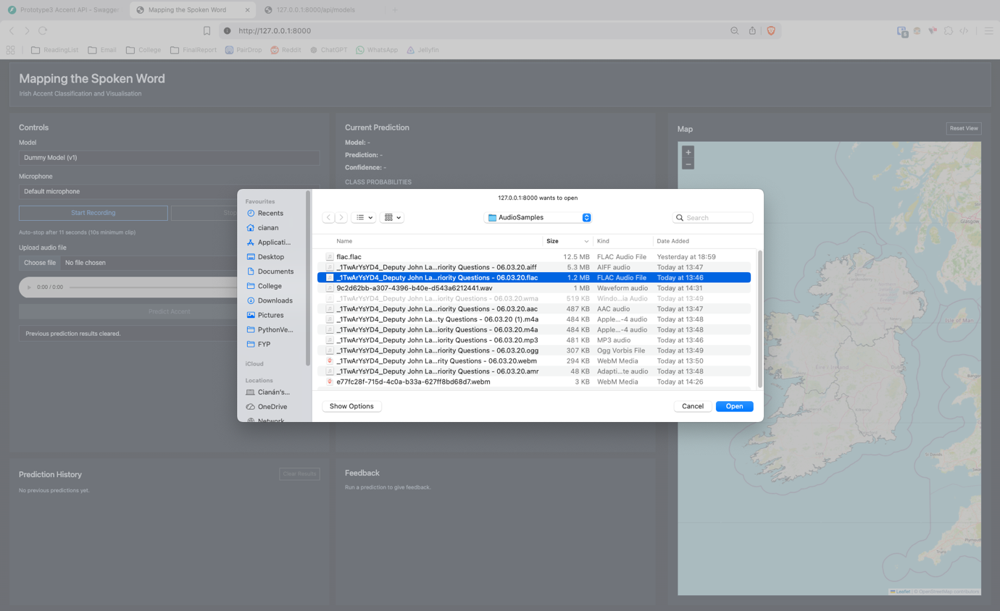 Prototype3 Accent API - Swagger
Mapping the Spoken Word
127.0.0.1:8000/api/models
http://127.0.0.1:8000
6
ReadingList
Email
College
FinalReport
PairDrop
Reddit
ChatGPT
WhatsApp
Jellyfin
Mapping the Spoken Word
Irish Accent Classification and Visualisation
Controls
Model
Dummy Model (v1)
Microphone
Default microphone
Start Recording
Stop
Auto-stop after 11 seconds (10s minimum clip)
Upload audio file
Choose file No file chosen
0:00 / 0:00
Predict Accent
Previous prediction results cleared.
Current Prediction
Model: -
Prediction: -
Confidence: -
CLASS PROBABILITIES
Map
Reset View
+
−
Glasgow
Isle of Man
Leaflet | © OpenStreetMap contributors
Favourites
Recents
cianan
Applicati...
Desktop
Documents
College
Downloads
Pictures
PythonVe...
FYP
iCloud
Locations
Cianán's...
OneDrive
Network
127.0.0.1:8000 wants to open
AudioSamples
Search
Name Size Kind Date Added
flac.flac 12.5 MB FLAC Audio File Yesterday at 18:59
_1TwArYsYD4_Deputy John La...riority Questions - 06.03.20.aiff 5.3 MB AIFF audio Today at 13:47
_1TwArYsYD4_Deputy John La...riority Questions - 06.03.20.flac 1.2 MB FLAC Audio File Today at 13:46
9c2d62bb-a307-4396-b40e-d543a6212441.wav 1 MB Waveform audio Today at 14:31
_1TwArYsYD4_Deputy John La...riority Questions - 06.03.20.wma 519 KB Windo...ia Audio Today at 13:49
_1TwArYsYD4_Deputy John La...riority Questions - 06.03.20.aac 487 KB AAC audio Today at 13:47
_1TwArYsYD4_Deputy John La...ty Questions - 06.03.20 (1).m4a 484 KB Apple...-4 audio Today at 13:48
_1TwArYsYD4_Deputy John La...riority Questions - 06.03.20.m4a 484 KB Apple...-4 audio Today at 13:48
_1TwArYsYD4_Deputy John La...riority Questions - 06.03.20.mp3 481 KB MP3 audio Today at 13:46
_1TwArYsYD4_Deputy John La...riority Questions - 06.03.20.ogg 307 KB Ogg Vorbis File Today at 13:49
_1TwArYsYD4_Deputy John La...rity Questions - 06.03.20.webm 294 KB WebM Media Today at 13:50
_1TwArYsYD4_Deputy John La...riority Questions - 06.03.20.amr 48 KB Adapti...te audio Today at 13:48
e77fc28f-715d-4c0a-b33a-627ff8bd68d7.webm 3 KB WebM Media Today at 14:26
Show Options
Cancel
Open
Prediction History
Clear Results
No previous predictions yet.
Feedback
Run a prediction to give feedback.